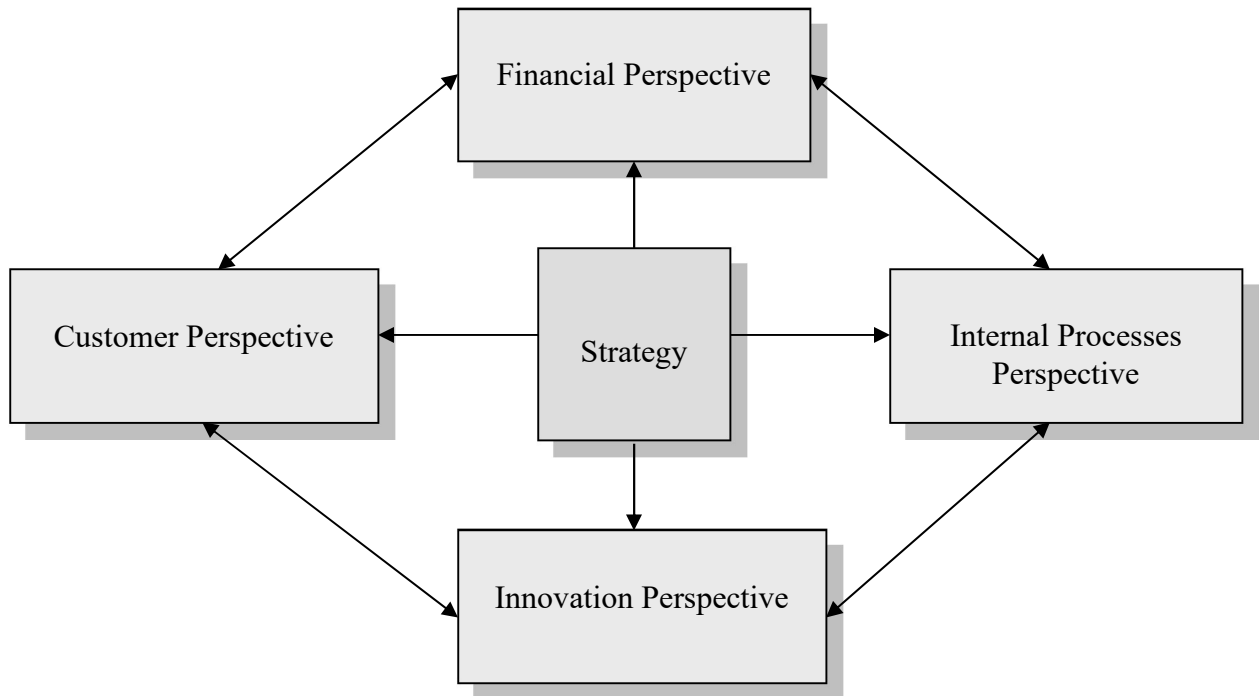 Financial Perspective
Customer Perspective
Strategy
Internal Processes
Perspective
Innovation Perspective